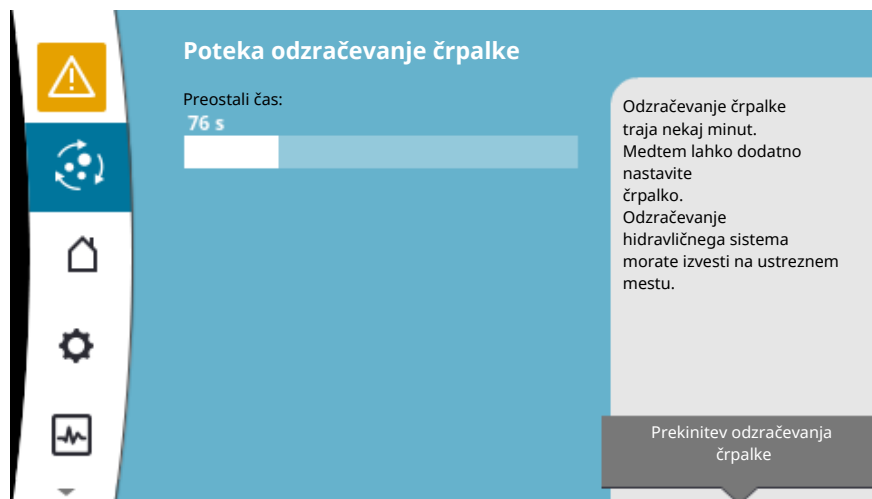 Poteka odzračevanje črpalke
Preostali čas:
76 s
Odzračevanje črpalke
traja nekaj minut.
Medtem lahko dodatno
nastavite
črpalko.
Odzračevanje
hidravličnega sistema
morate izvesti na ustreznem
mestu.
Prekinitev odzračevanja
črpalke